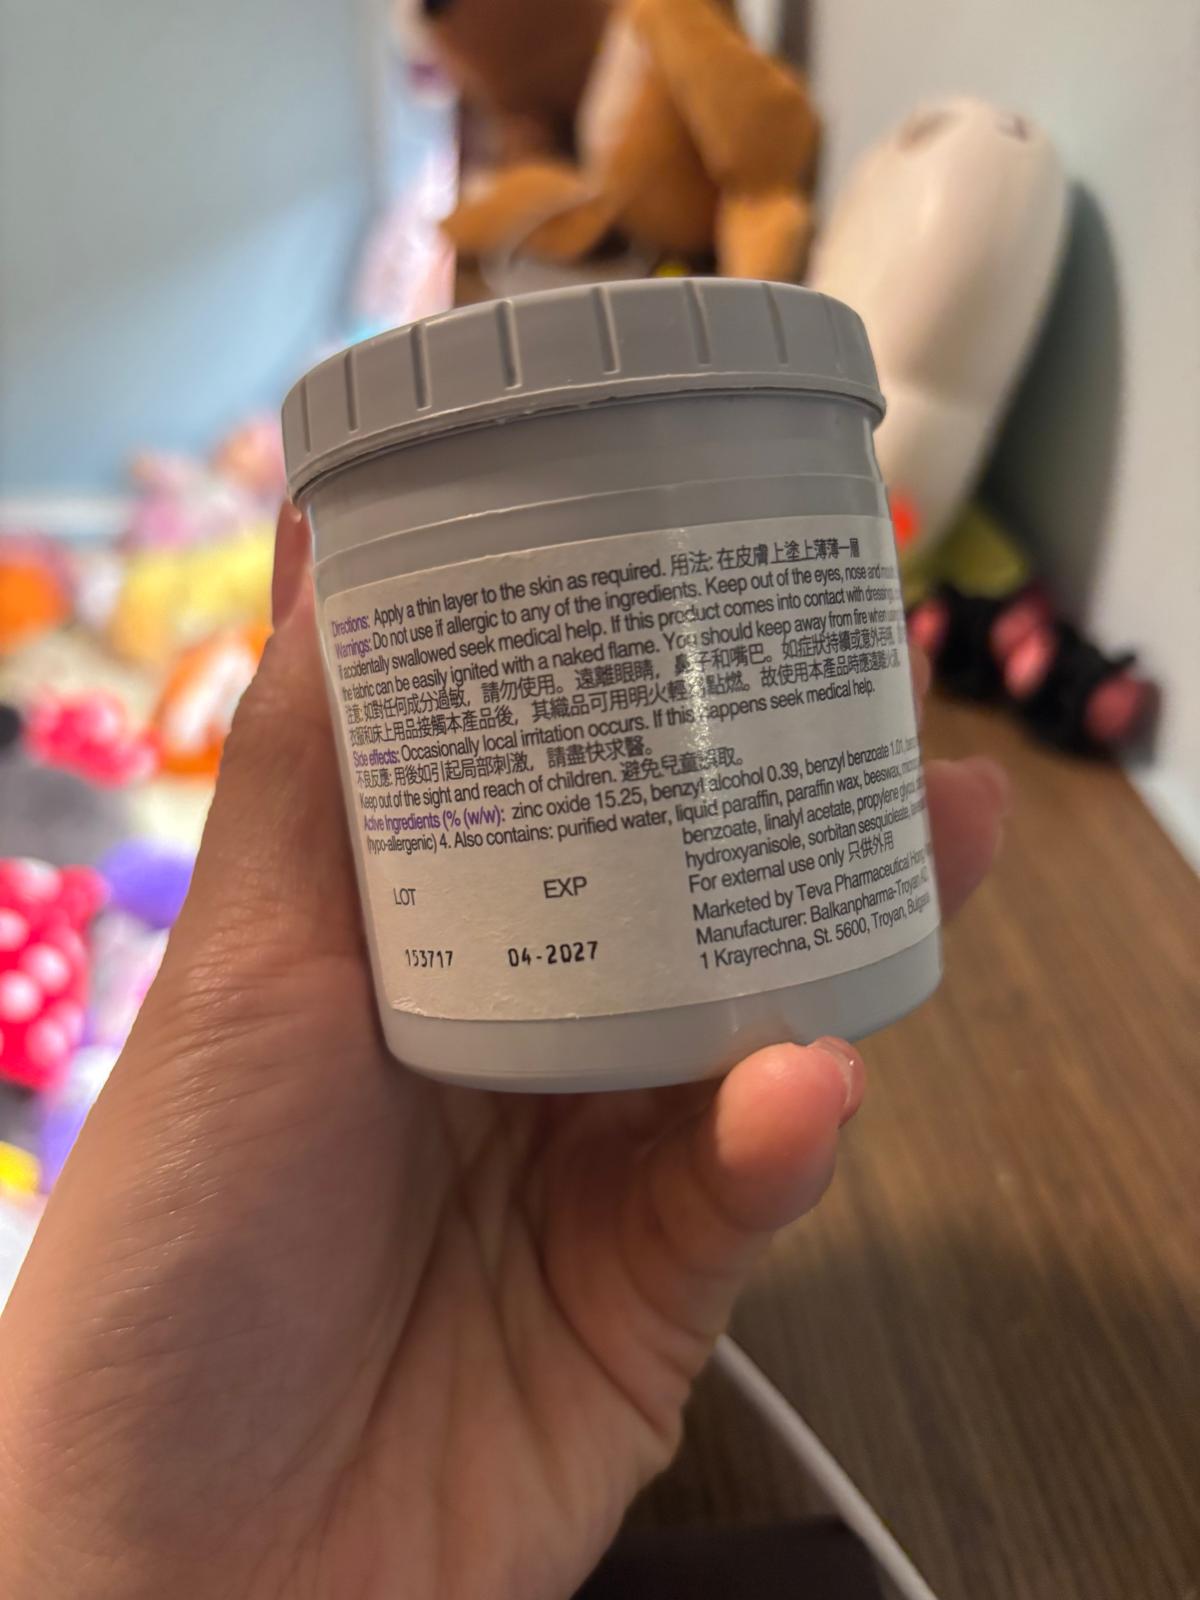 Directions: Apply a thin layer to the skin as required. 用法: 在皮膚上塗上薄薄一層
Warnings: Do not use if allergic to any of the ingredients. Keep out of the eyes, nose and
if accidentally swallowed seek medical help. If this product comes into contact with dressings,
the fabric can be easily ignited with a naked flame. You should keep away from fire when
注意: 如對任何成分過敏，請勿使用。遠離眼睛，鼻子和嘴巴。如症狀持續或意外吞嚥，
衣服和床上用品接觸本產品後，其織品可用明火輕易點燃。故使用本產品時應遠離火源。
Side effects: Occasionally local irritation occurs. If this happens seek medical help.
不良反應: 用後如引起局部刺激，請盡快求醫。
Keep out of the sight and reach of children. 避免兒童誤取。
Active Ingredients (% (w/w): zinc oxide 15.25, benzyl alcohol 0.39, benzyl benzoate 1.01,
(hypo-allergenic) 4. Also contains: purified water, liquid paraffin, paraffin wax, beeswax,
benzoate, linalyl acetate, propylene glycol,
hydroxyanisole, sorbitan sesquioleate,
For external use only 只供外用
Marketed by Teva Pharmaceutical Hong
Manufacturer: Balkanpharma-Troyan AD,
1 Krayrechna, St. 5600, Troyan, Bulgaria
LOT EXP
153717 04-2027